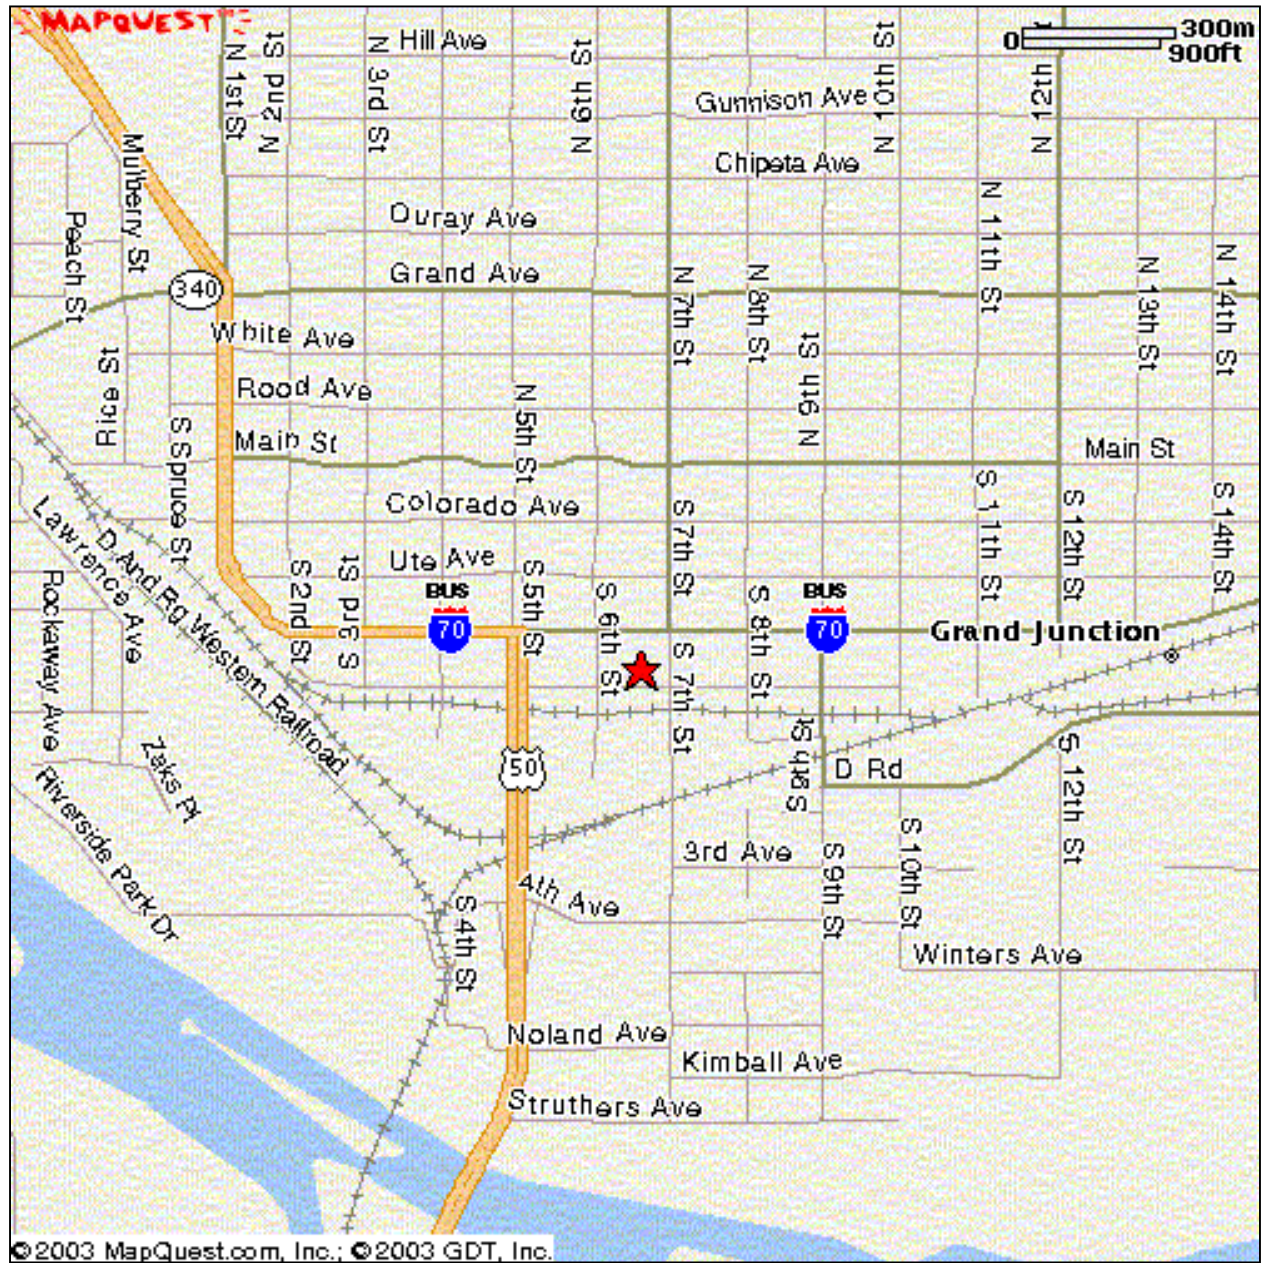 MAPQUEST
Hill Ave
0 300m
900ft
N 1st St
N 2nd St
N 3rd St
N 6th St
N 10th St
N 12th
Gunnison Ave
Chipeta Ave
Mulberry St
Peach St
Ouray Ave
N 11th St
Grand Ave
340
N 7th St
N 8th St
N 13th St
N 14th St
White Ave
Rice St
N 9th St
Rood Ave
N 5th St
Main St
Main St
S Spruce St
Colorado Ave
S 7th St
S 11th St
S 12th St
S 14th St
Lawrence Ave
D And Rg Western Railroad
Ute Ave
Rockaway Ave
S 2nd St
S 3rd St
BUS
70
S 5th St
S 6th St
S 8th St
BUS
70
Grand Junction
S 7th St
50
S 9th St
D Rd
S 12th St
Zaks Pl
Riverside Park Dr
3rd Ave
S 9th St
S 10th St
4th Ave
S 4th St
Winters Ave
Noland Ave
Kimball Ave
Struthers Ave
©2003 MapQuest.com, Inc.; ©2003 GDT, Inc.